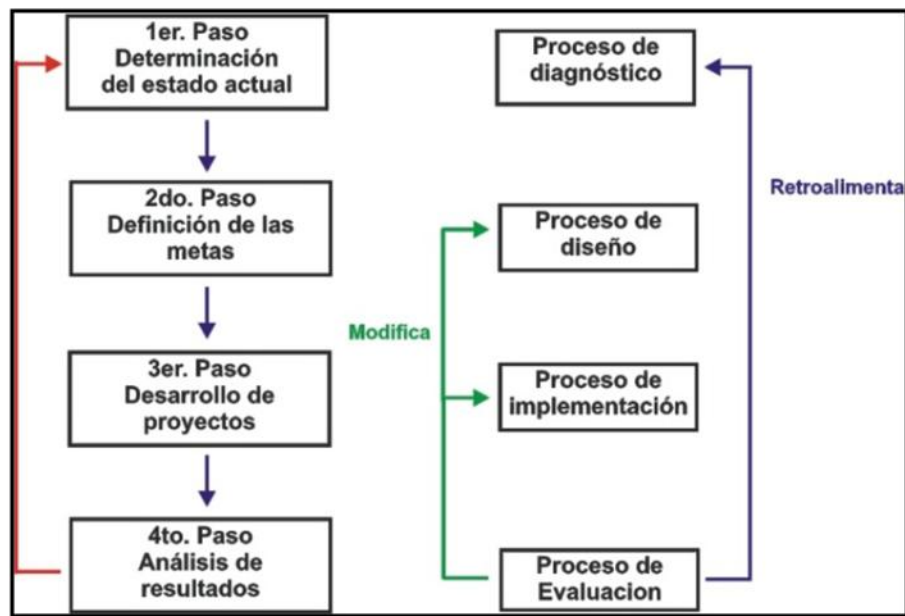 1er. Paso
Determinación
del estado actual
Proceso de
diagnóstico
Retroalimenta
2do. Paso
Definición de las
metas
Proceso de
diseño
Modifica
3er. Paso
Desarrollo de
proyectos
Proceso de
implementación
4to. Paso
Análisis de
resultados
Proceso de
Evaluacion